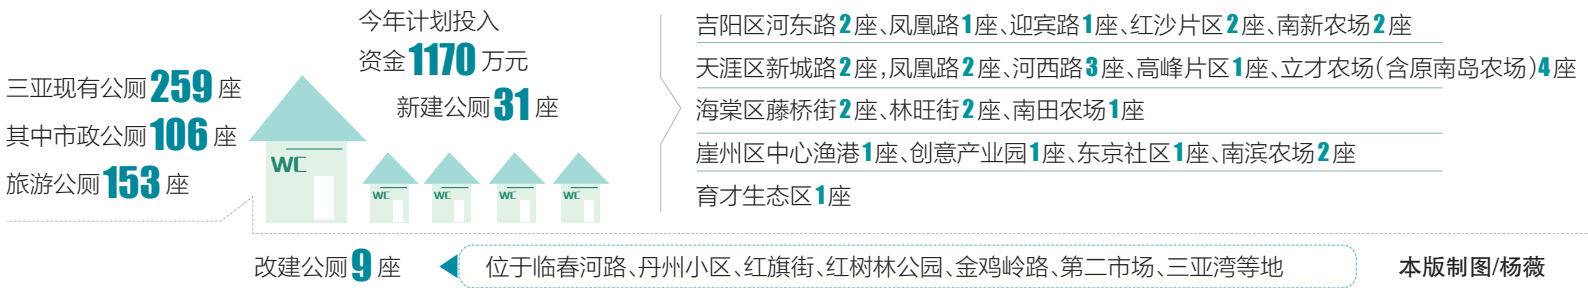 三亚现有公厕259座
其中市政公厕106座
旅游公厕153座
今年计划投入
资金1170万元
新建公厕31座
WC
WC
WC
WC
WC
吉阳区河东路2座、凤凰路1座、迎宾路1座、红沙片区2座、南新农场2座
天涯区新城路2座,凤凰路2座、河西路3座、高峰片区1座、立才农场(含原南岛农场)4座
海棠区藤桥街2座、林旺街2座、南田农场1座
崖州区中心渔港1座、创意产业园1座、东京社区1座、南滨农场2座
育才生态区1座
改建公厕9座
位于临春河路、丹州小区、红旗街、红树林公园、金鸡岭路、第二市场、三亚湾等地
本版制图/杨薇